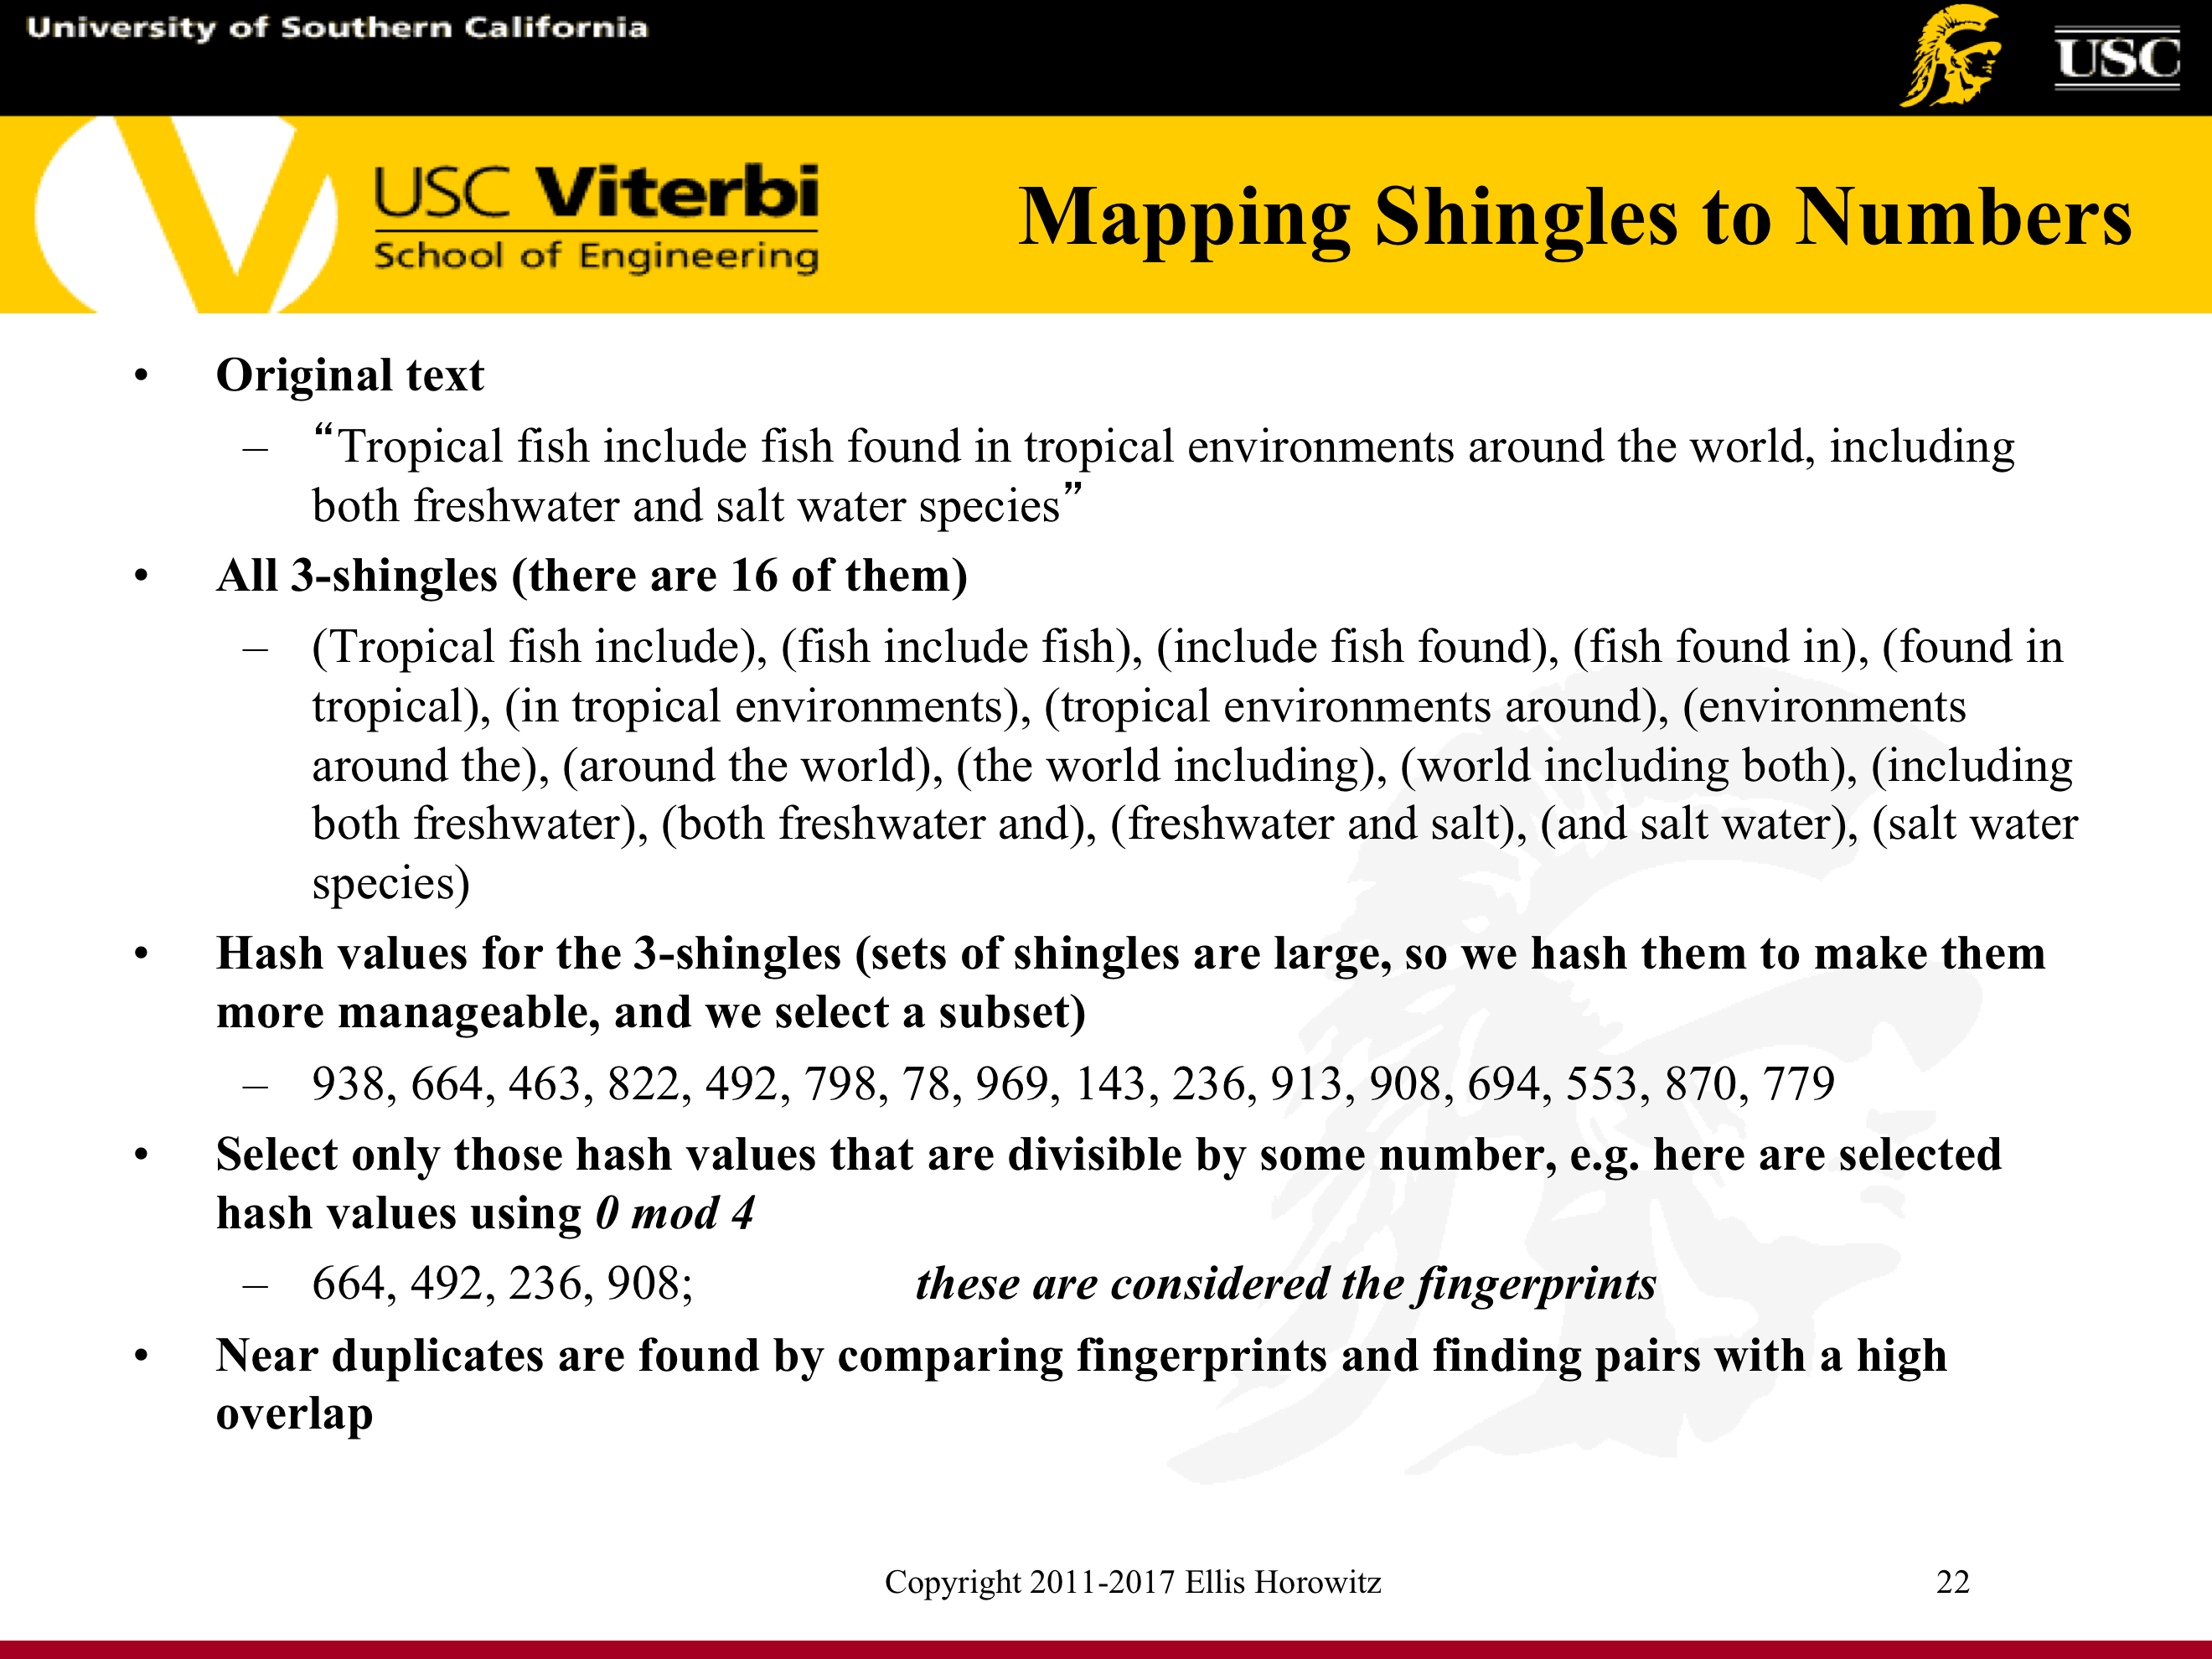 University of Southern California
USC
USC Viterbi
School of Engineering
Mapping Shingles to Numbers
• Original text
– “Tropical fish include fish found in tropical environments around the world, including
both freshwater and salt water species”
• All 3-shingles (there are 16 of them)
– (Tropical fish include), (fish include fish), (include fish found), (fish found in), (found in
tropical), (in tropical environments), (tropical environments around), (environments
around the), (around the world), (the world including), (world including both), (including
both freshwater), (both freshwater and), (freshwater and salt), (and salt water), (salt water
species)
• Hash values for the 3-shingles (sets of shingles are large, so we hash them to make them
more manageable, and we select a subset)
– 938, 664, 463, 822, 492, 798, 78, 969, 143, 236, 913, 908, 694, 553, 870, 779
• Select only those hash values that are divisible by some number, e.g. here are selected
hash values using 0 mod 4
– 664, 492, 236, 908; these are considered the fingerprints
• Near duplicates are found by comparing fingerprints and finding pairs with a high
overlap
Copyright 2011-2017 Ellis Horowitz
22